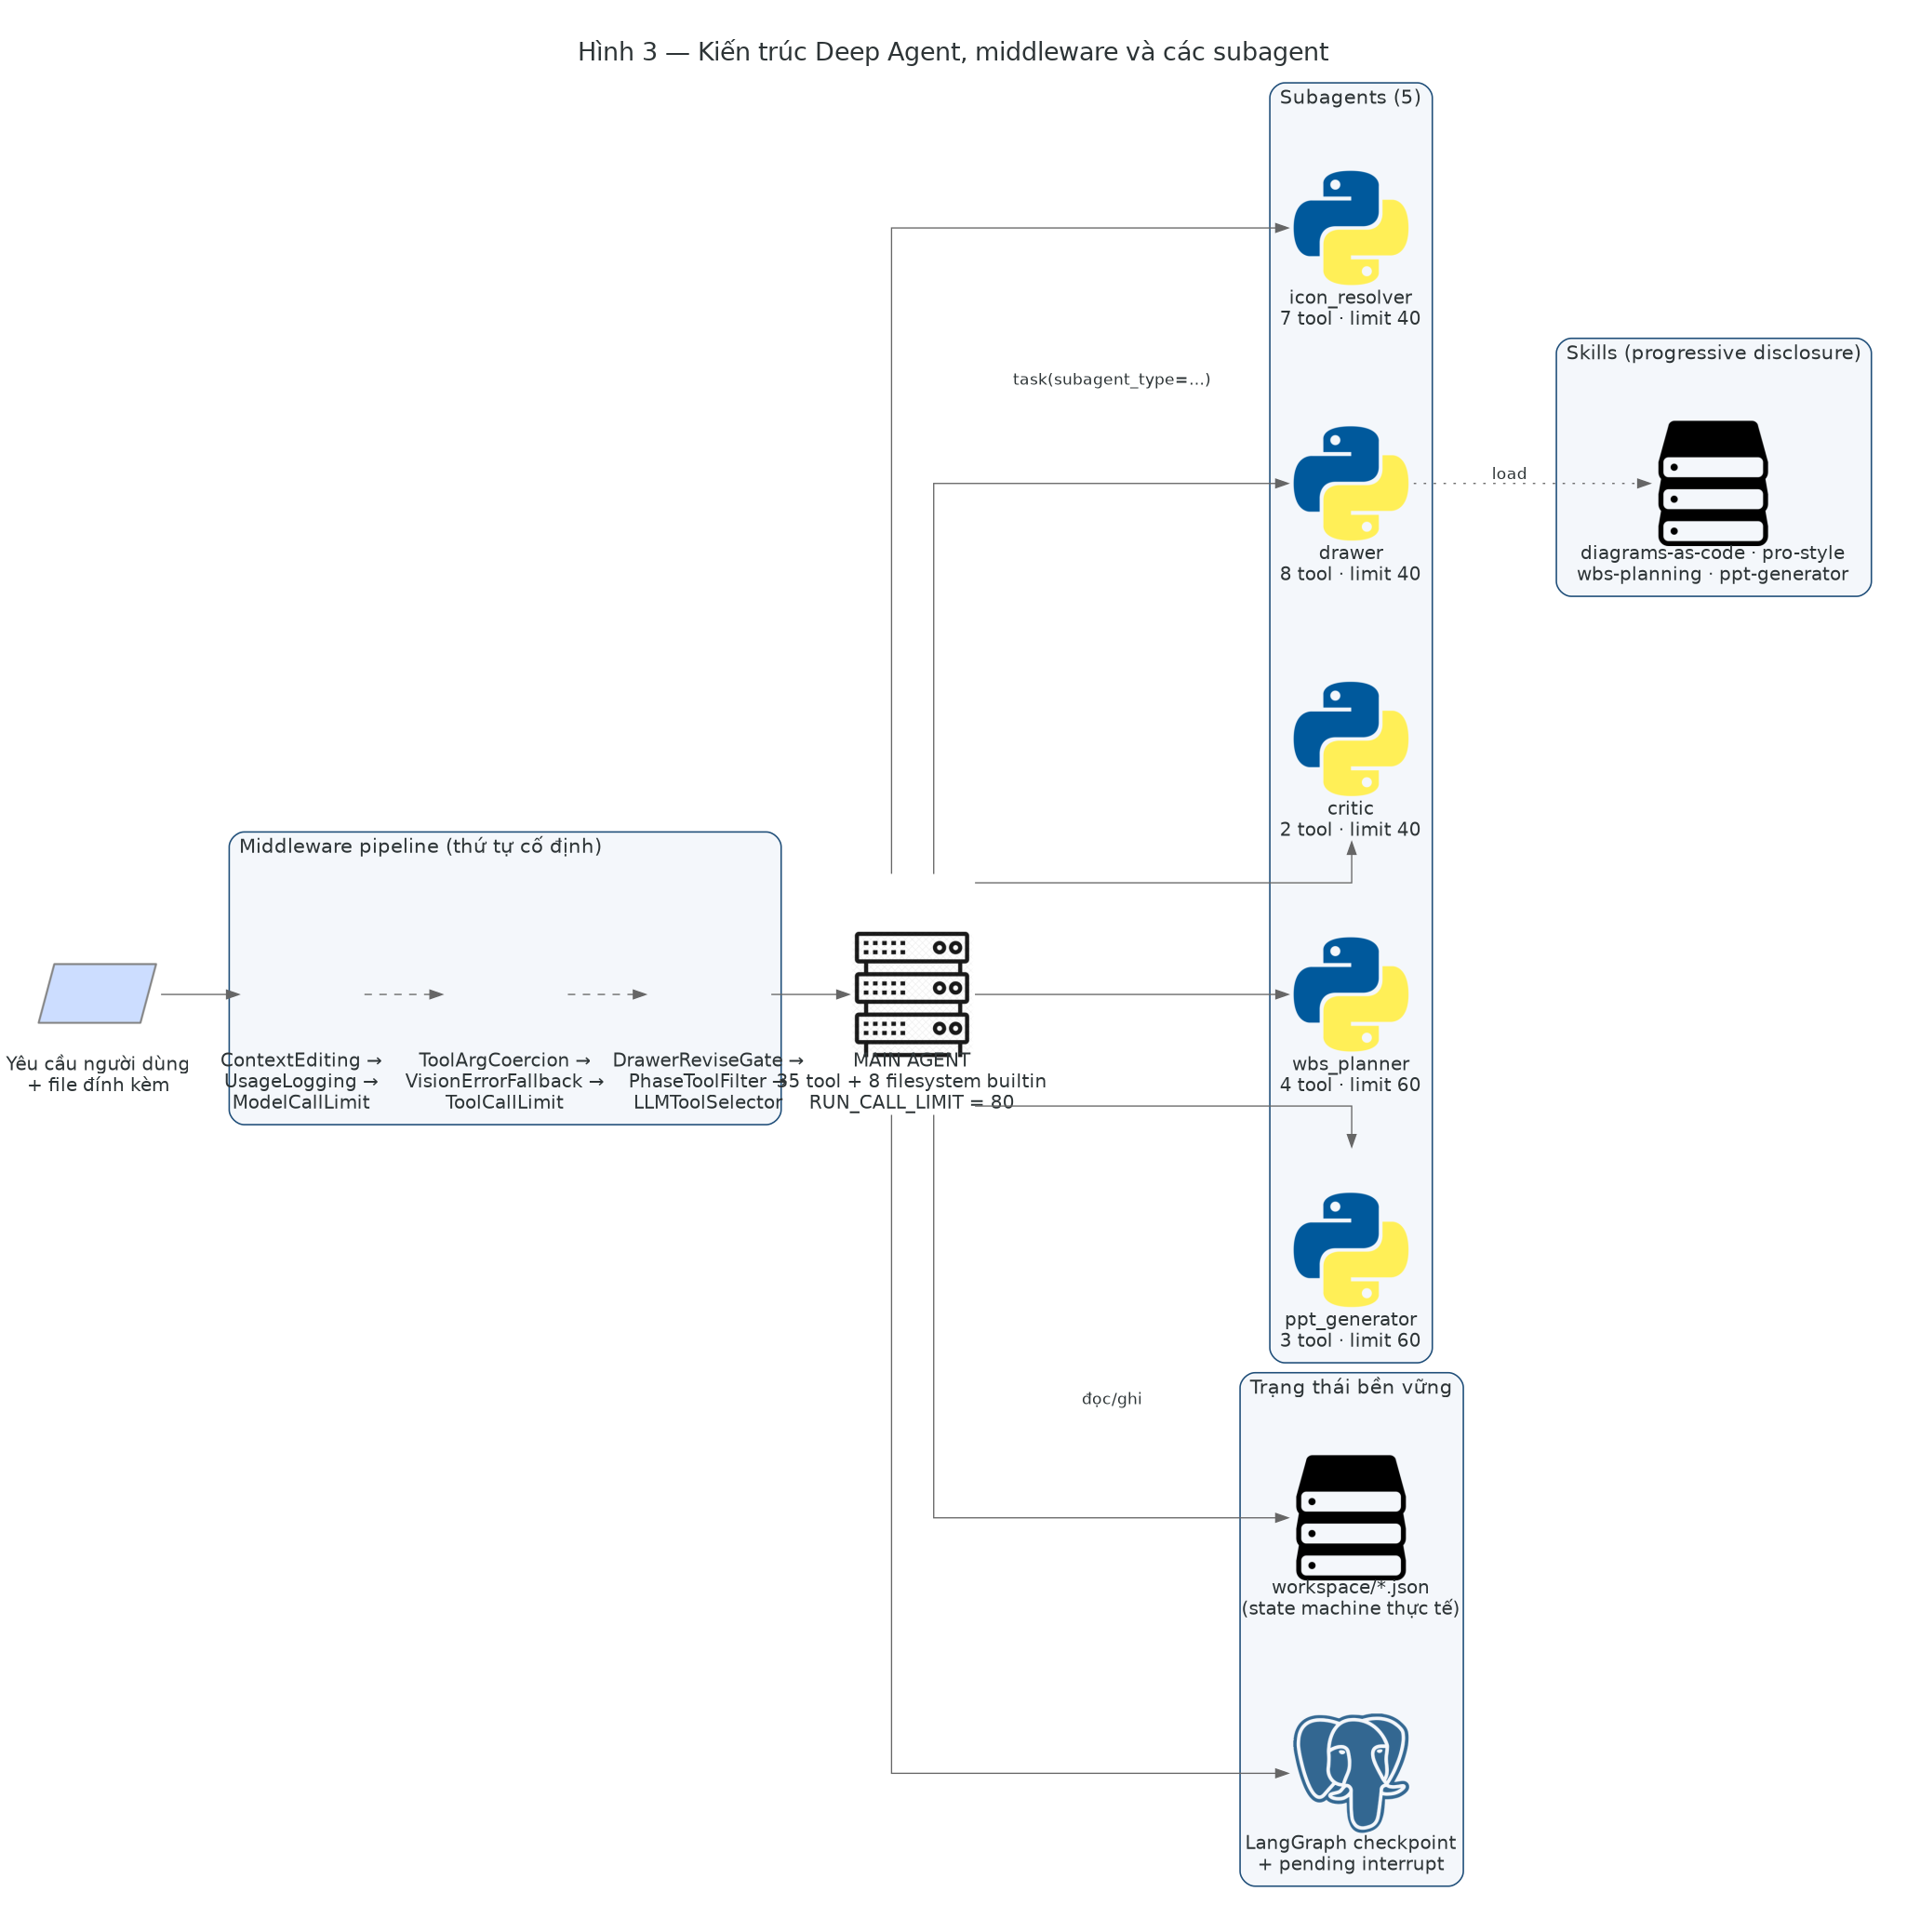 Hình 3 — Kiến trúc Deep Agent, middleware và các subagent
Subagents (5)
icon_resolver
7 tool · limit 40
task(subagent_type=...)
Skills (progressive disclosure)
load
drawer
8 tool · limit 40
diagrams-as-code · pro-style
wbs-planning · ppt-generator
critic
2 tool · limit 40
Middleware pipeline (thứ tự cố định)
Yêu cầu người dùng
+ file đính kèm
ContextEditing →
UsageLogging →
ModelCallLimit
ToolArgCoercion →
VisionErrorFallback →
ToolCallLimit
DrawerReviseGate →
PhaseToolFilter →
LLMToolSelector
MAIN AGENT
35 tool + 8 filesystem builtin
RUN_CALL_LIMIT = 80
wbs_planner
4 tool · limit 60
ppt_generator
3 tool · limit 60
Trạng thái bền vững
đọc/ghi
workspace/*.json
(state machine thực tế)
LangGraph checkpoint
+ pending interrupt